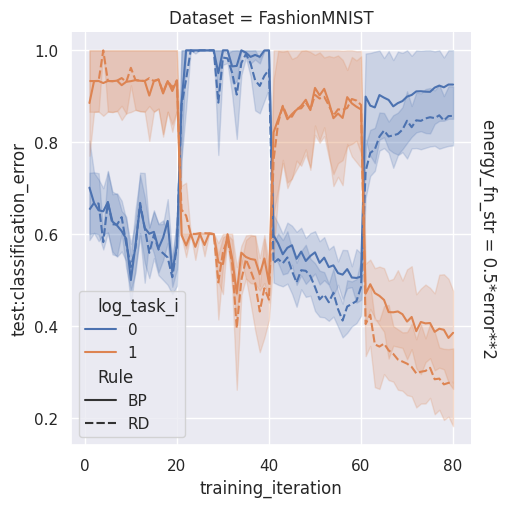 Dataset = FashionMNIST
1.0
0.8
0.6
0.4
0.2
test:classification_error
log_task_i
0
1
Rule
BP
RD
0
20
40
60
80
training_iteration
energy_fn_str = 0.5*error**2